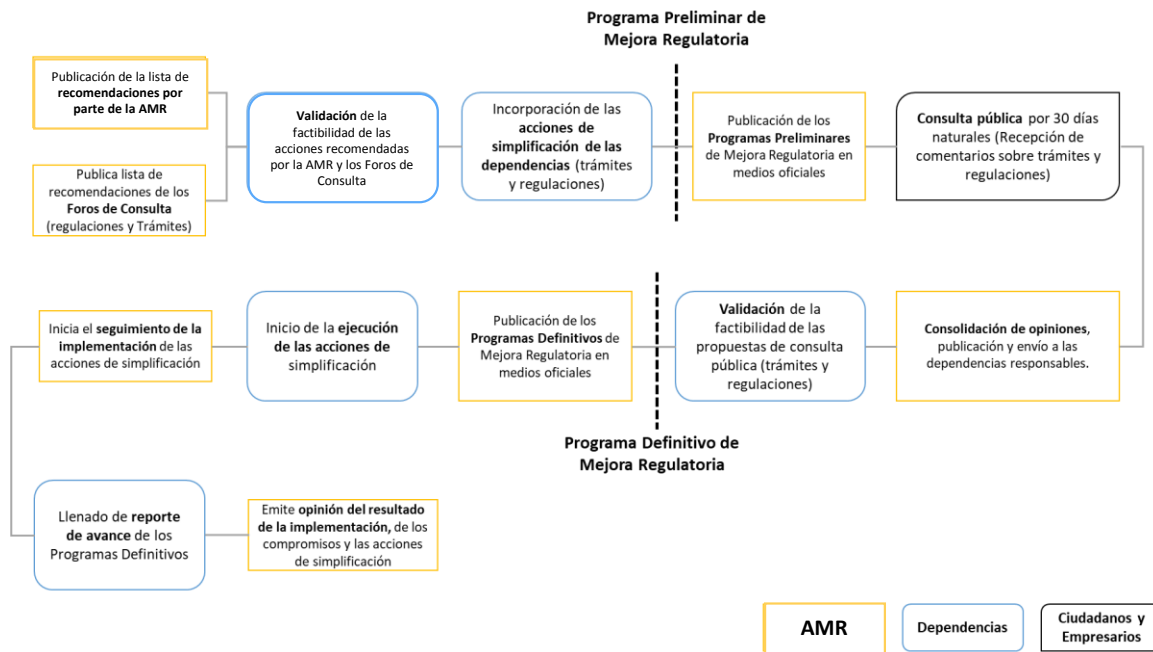 Programa Preliminar de
Mejora Regulatoria
Publicación de la lista de
recomendaciones por
parte de la AMR
Publica lista de
recomendaciones de los
Foros de Consulta
(regulaciones y Trámites)
Validación de la
factibilidad de las
acciones recomendadas
por la AMR y los Foros de
Consulta
Incorporación de las
acciones de
simplificación de las
dependencias (trámites
y regulaciones)
Publicación de los
Programas Preliminares
de Mejora Regulatoria en
medios oficiales
Consulta pública por 30 días
naturales (Recepción de
comentarios sobre trámites y
regulaciones)
Consolidación de opiniones,
publicación y envío a las
dependencias responsables.
Validación de la
factibilidad de las
propuestas de consulta
pública (trámites y
regulaciones)
Publicación de los
Programas Definitivos de
Mejora Regulatoria en
medios oficiales
Inicio de la ejecución
de las acciones de
simplificación
Inicia el seguimiento de la
implementación de las
acciones de simplificación
Programa Definitivo de
Mejora Regulatoria
Llenado de reporte
de avance de los
Programas Definitivos
Emite opinión del resultado
de la implementación, de los
compromisos y las acciones
de simplificación
AMR
Dependencias
Ciudadanos y
Empresarios